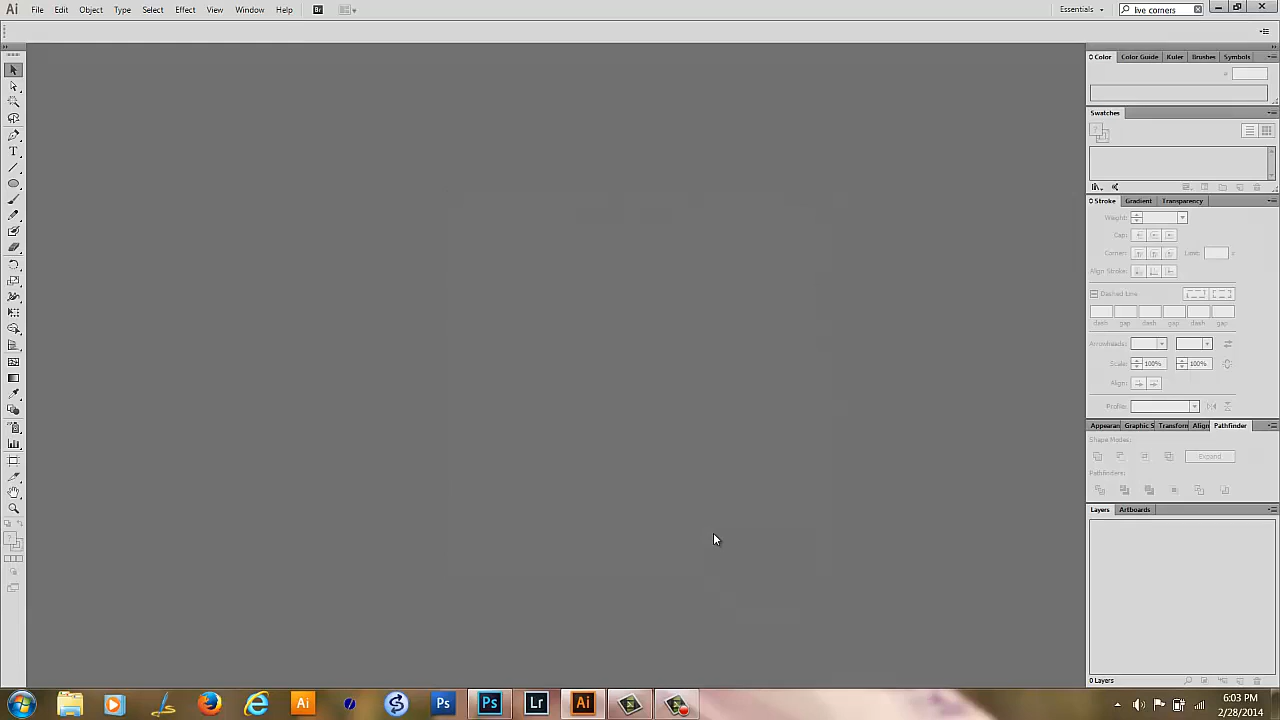 Ai File Edit Object Type Select Effect View Window Help Br Essentials live corners
Color Color Guide Kuler Brushes Symbols
#
Swatches
?
Stroke Gradient Transparency
Weight:
Cap:
Corner: Limit: x
Align Stroke:
Dashed Line
dash gap dash gap dash gap
Arrowheads:
Scale: 100% 100%
Align:
Profile:
Appearan Graphic S Transform Align Pathfinder
Shape Modes:
Expand
Pathfinders:
Layers Artboards
T
?
0 Layers
Ai Ps Ps Lr Ai
6:03 PM
2/28/2014